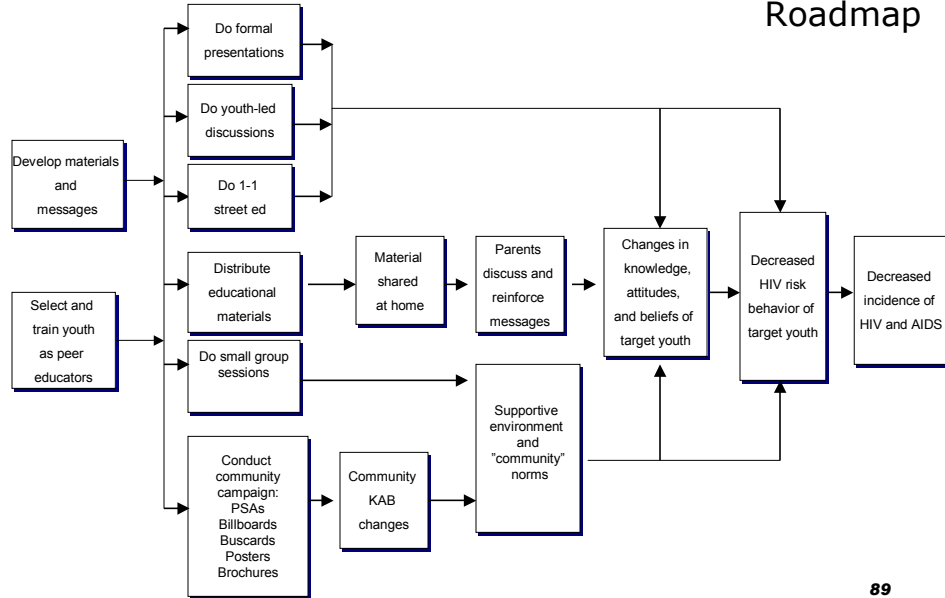 Roadmap
Do formal
presentations
Do youth-led
discussions
Develop materials
and
messages
Do 1-1
street ed
Distribute
educational
materials
Material
shared
at home
Parents
discuss and
reinforce
messages
Changes in
knowledge,
attitudes,
and beliefs of
target youth
Decreased
HIV risk
behavior of
target youth
Decreased
incidence of
HIV and AIDS
Select and
train youth
as peer
educators
Do small group
sessions
Supportive
environment
and
”community”
norms
Conduct
community
campaign:
PSAs
Billboards
Buscards
Posters
Brochures
Community
KAB
changes
89